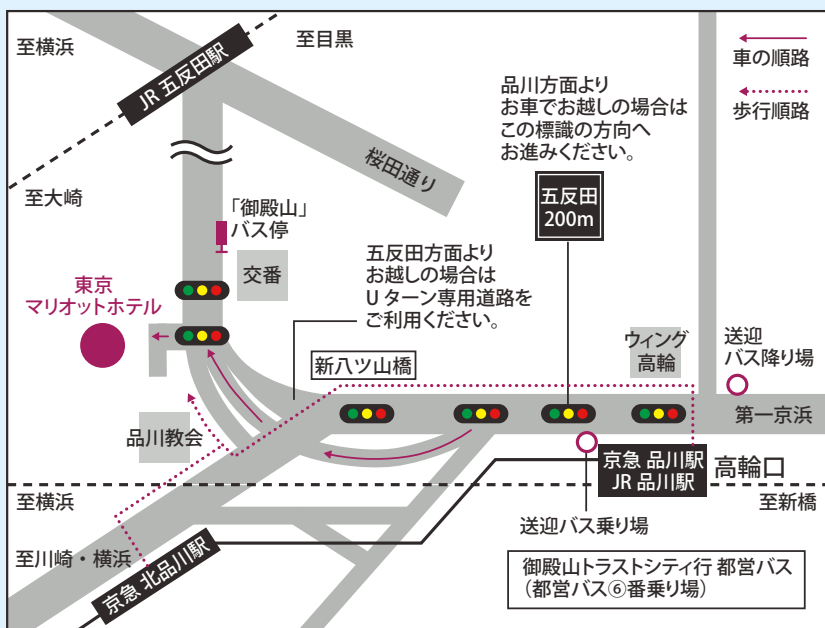 至横浜
至目黒
JR 五反田駅
車の順路
歩行順路
品川方面より
お車でお越しの場合は
この標識の方向へ
お進みください。
桜田通り
至大崎
五反田
200m
「御殿山」
バス停
交番
五反田方面より
お越しの場合は
Uターン専用道路を
ご利用ください。
東京
マリオットホテル
新八ツ山橋
ウィング
高輪
送迎
バス降り場
第一京浜
品川教会
京急 品川駅
JR 品川駅
高輪口
至横浜
至新橋
送迎バス乗り場
至川崎・横浜
京急 北品川駅
御殿山トラストシティ行 都営バス
（都営バス⑥番乗り場）